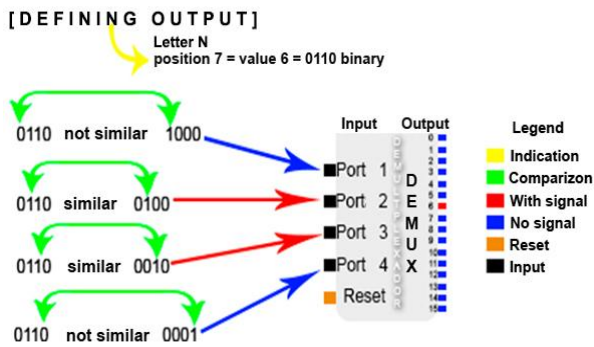 [DEFINING OUTPUT]
Letter N
position 7 = value 6 = 0110 binary
0110 not similar 1000
0110 similar 0100
0110 similar 0010
0110 not similar 0001
Input Output
Port 1
Port 2
Port 3
Port 4
Reset
DEMULTIPLEXADOR
DEMUX
0
1
2
3
4
5
6
7
8
9
10
11
12
13
14
15
Legend
Indication
Comparizon
With signal
No signal
Reset
Input